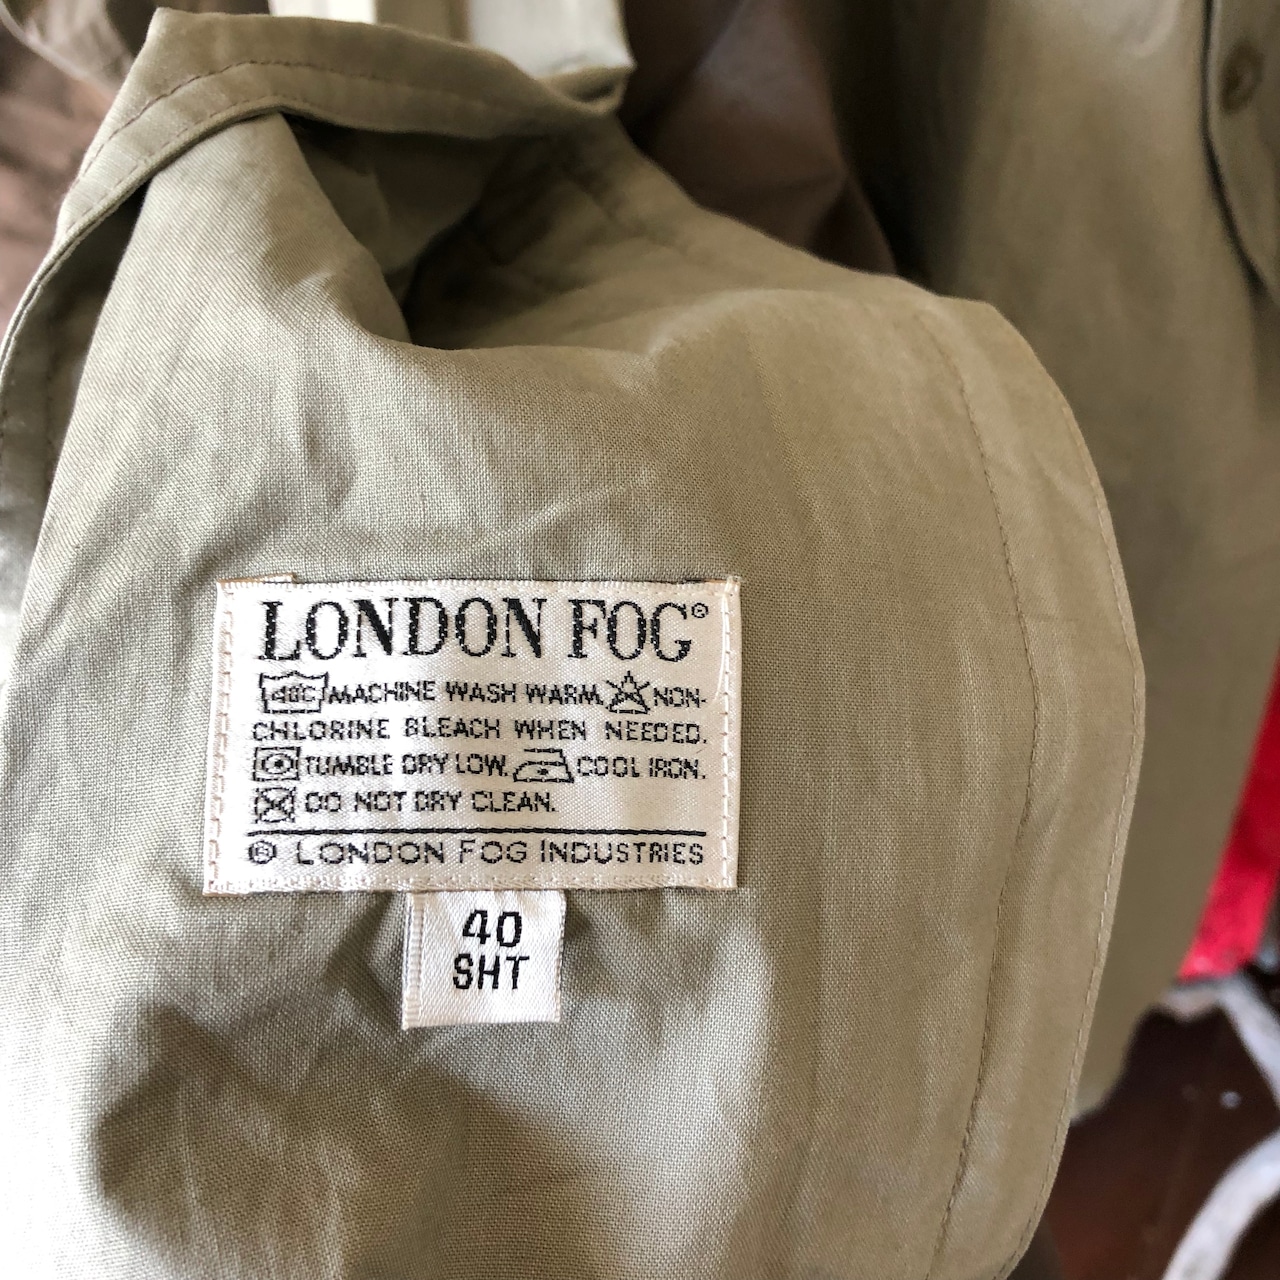 LONDON FOG®
40C MACHINE WASH WARM. NON-
CHLORINE BLEACH WHEN NEEDED.
TUMBLE DRY LOW. COOL IRON.
DO NOT DRY CLEAN.
® LONDON FOG INDUSTRIES
40
SHT